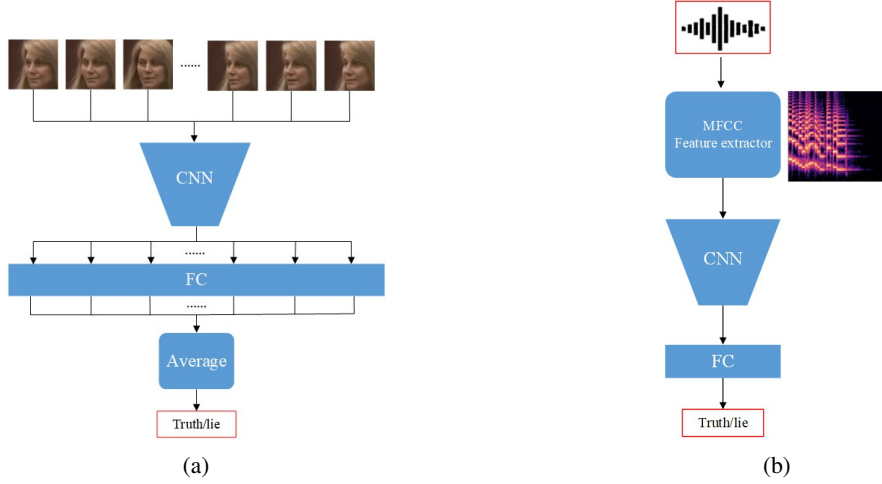 ......
CNN
......
FC
......
Average
Truth/lie
(a)
MFCC
Feature extractor
CNN
FC
Truth/lie
(b)